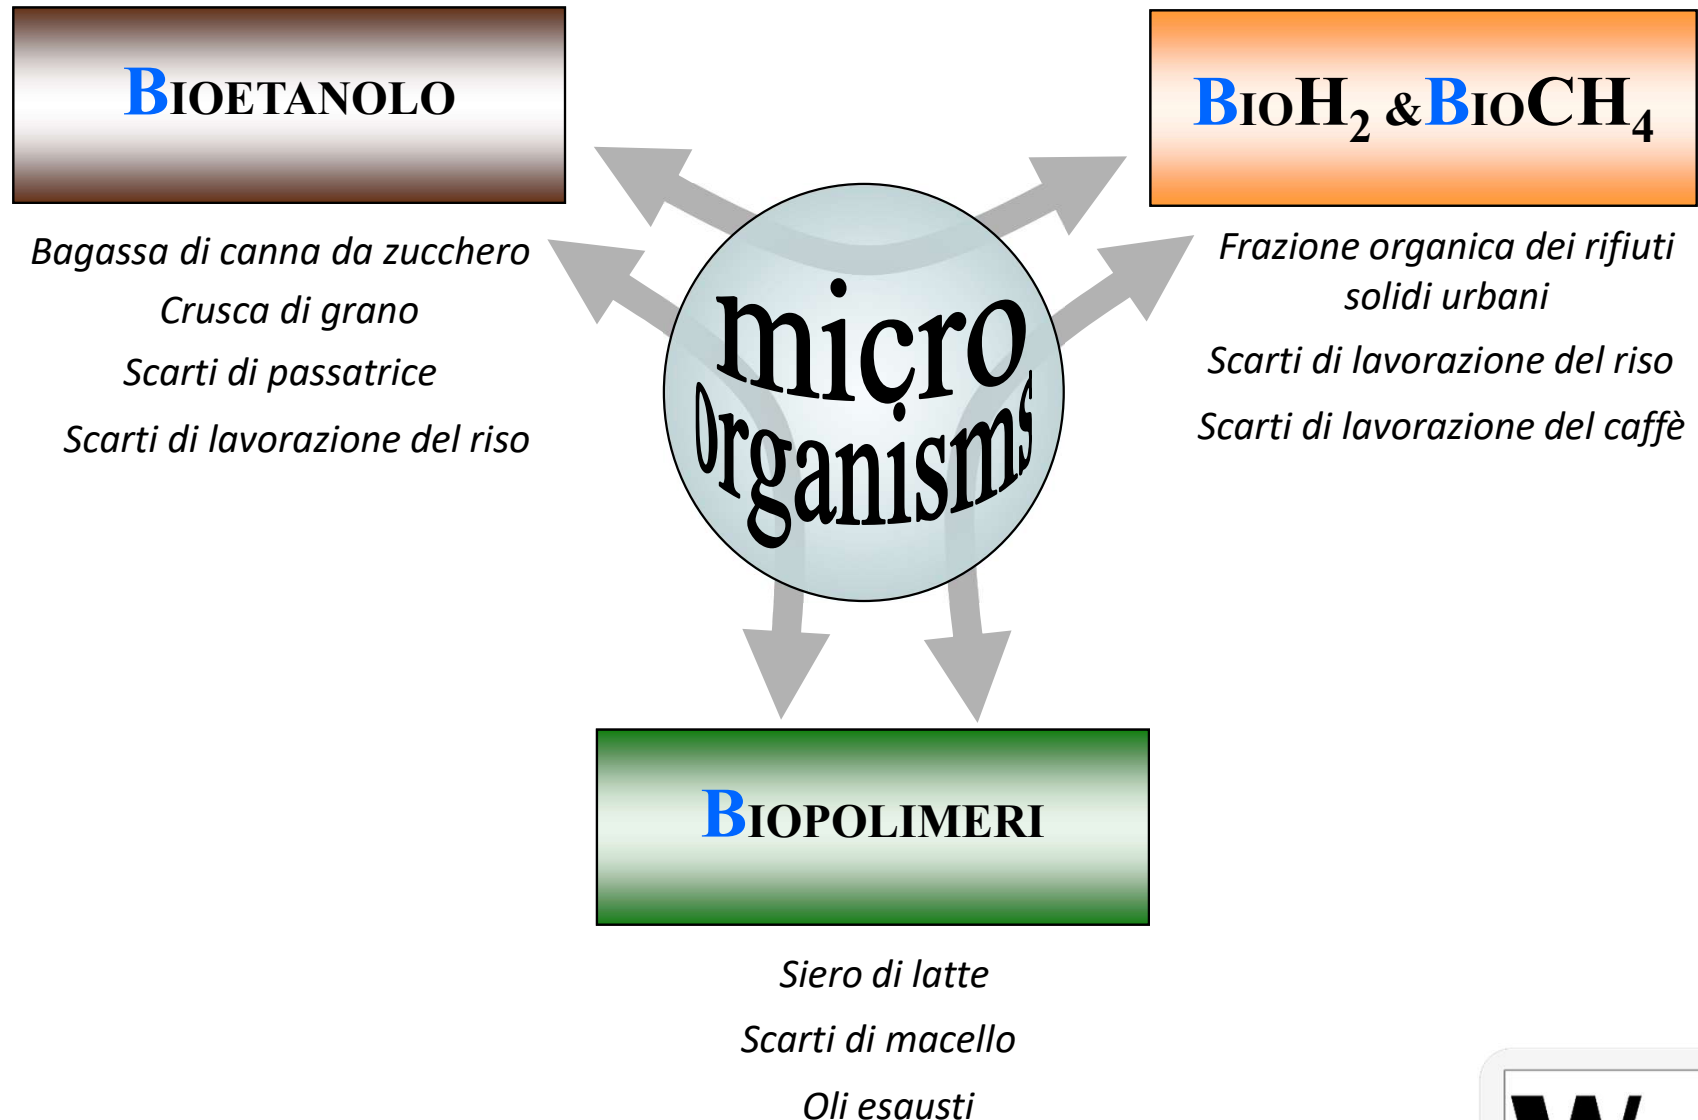 BIOETANOLO
Bagassa di canna da zucchero
Crusca di grano
Scarti di passatrice
Scarti di lavorazione del riso
BIOH₂ &BIOCH₄
Frazione organica dei rifiuti
solidi urbani
Scarti di lavorazione del riso
Scarti di lavorazione del caffè
micro
organisms
BIOPOLIMERI
Siero di latte
Scarti di macello
Oli esausti